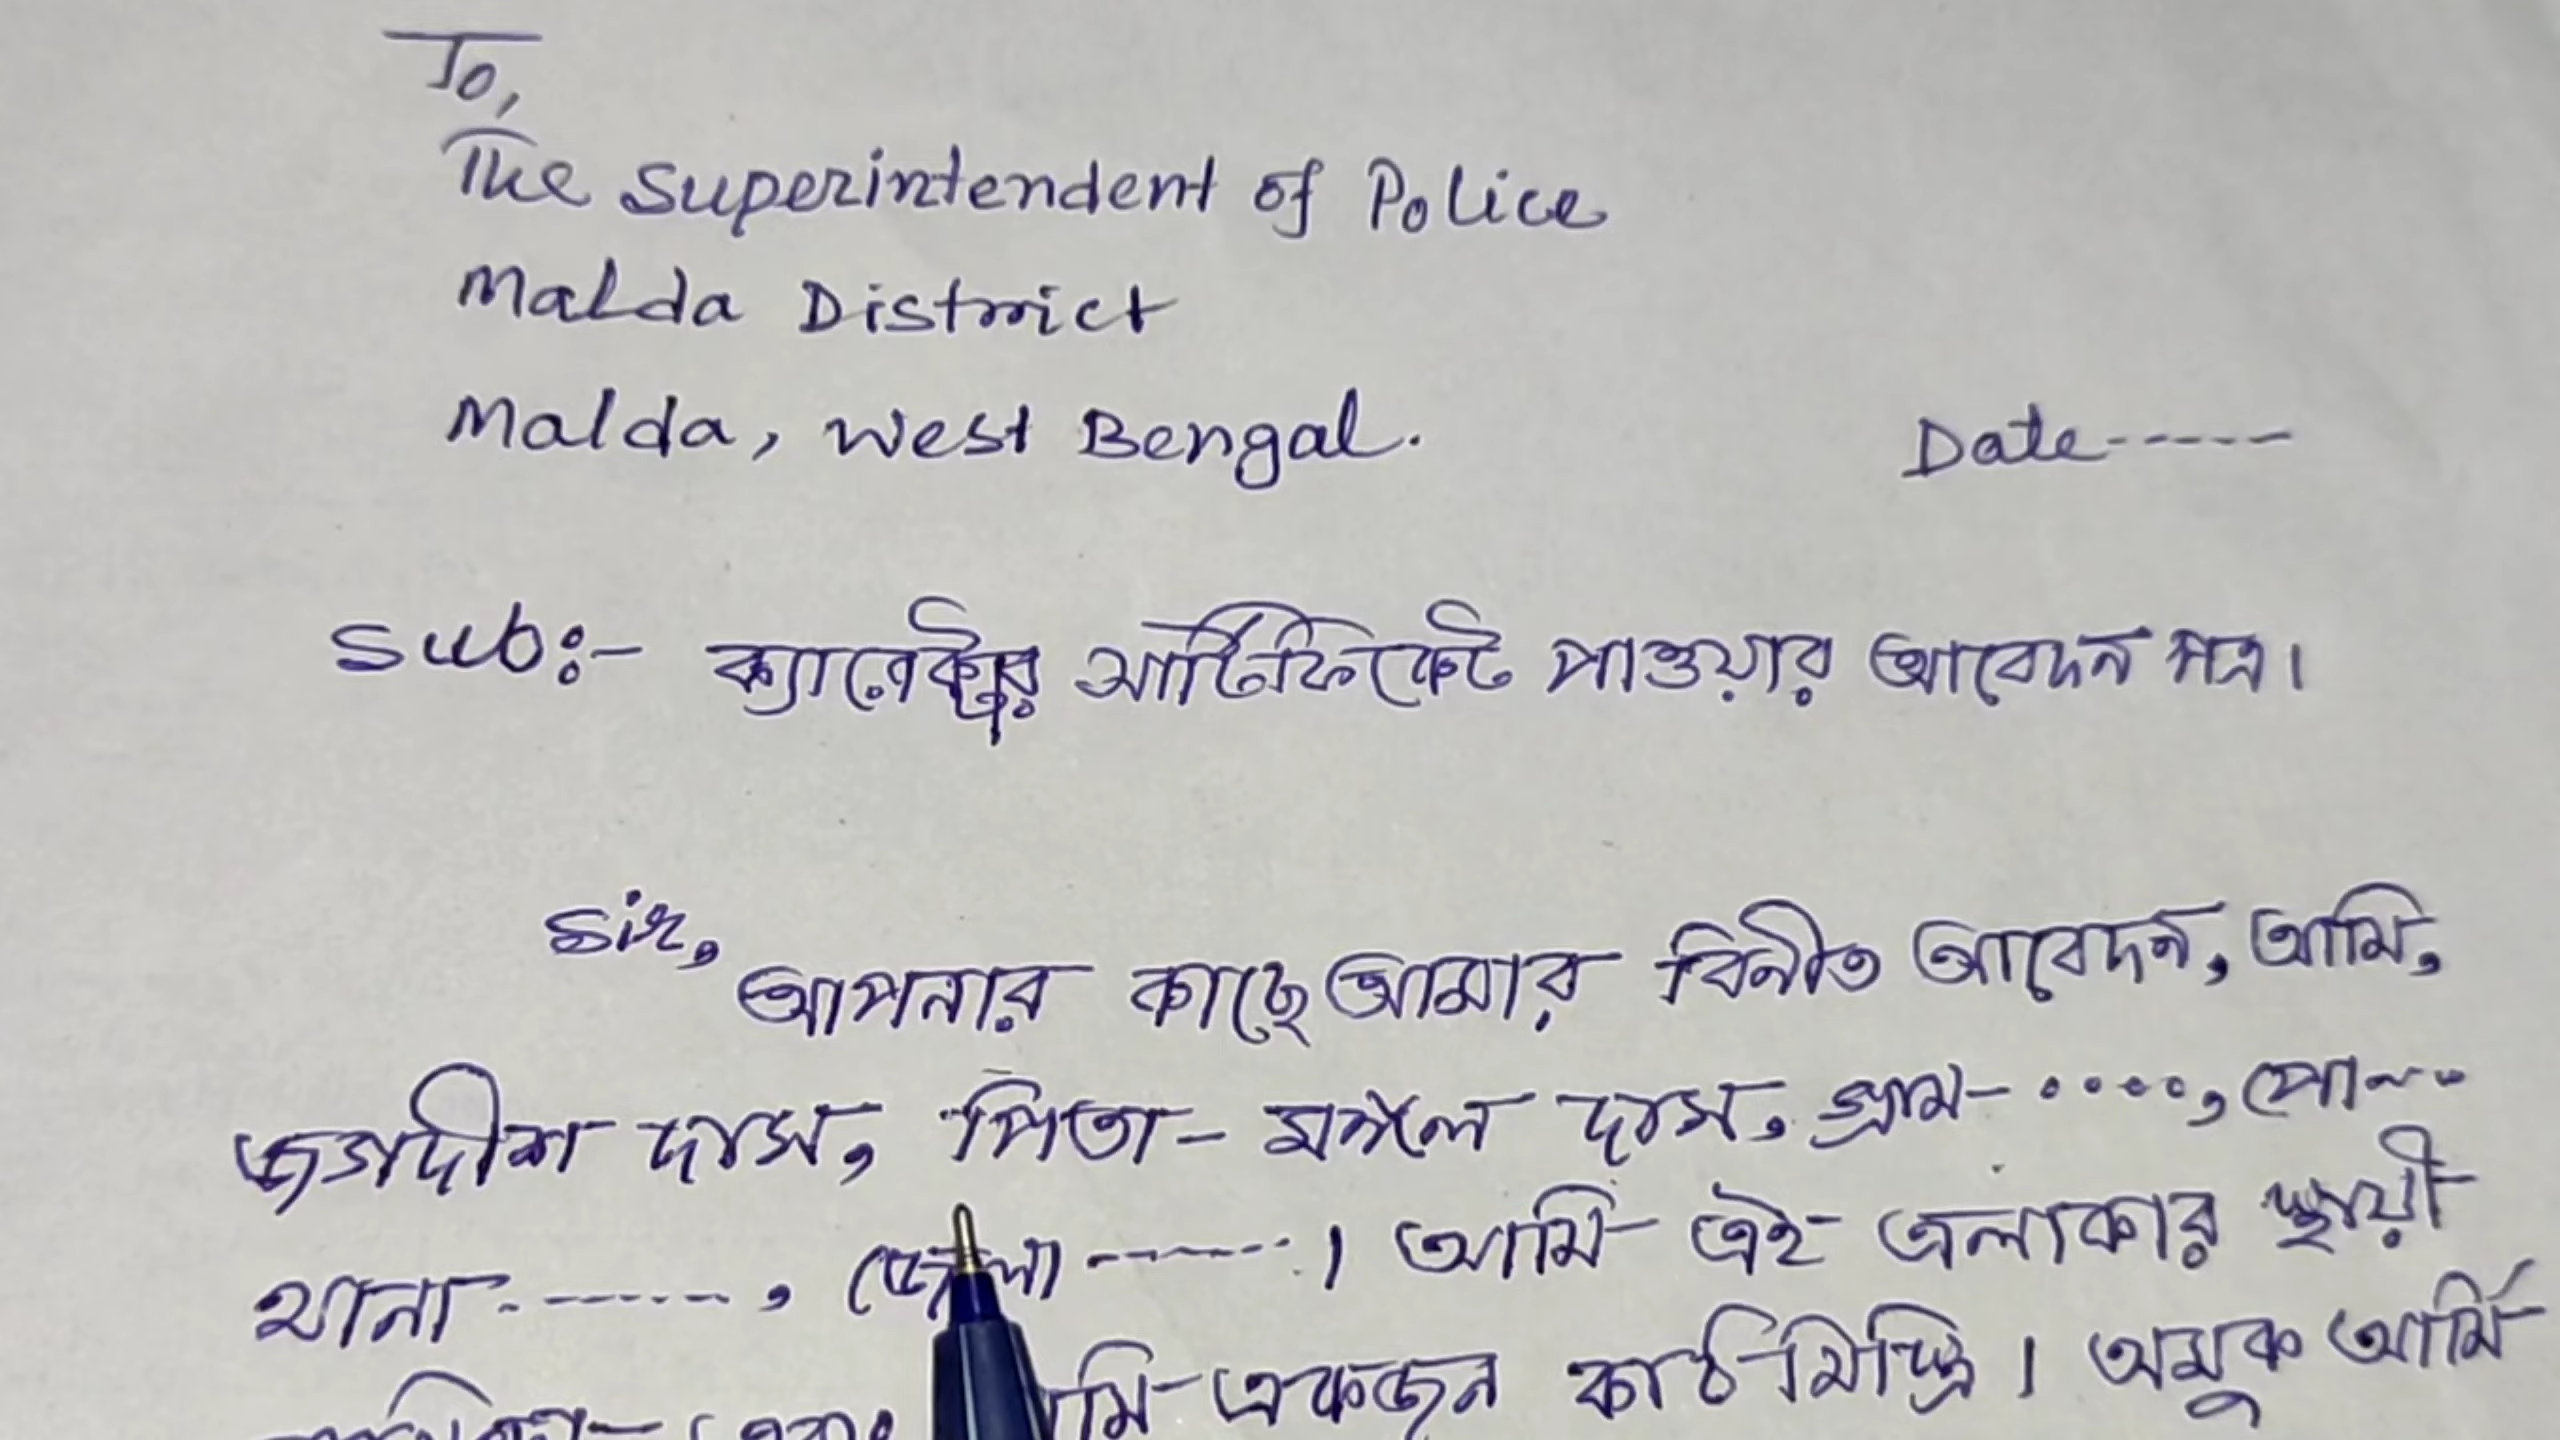 To,
The Superintendent of Police
Malda District
Malda, West Bengal. Date-----
Sub:- ক্যারেক্টার সার্টিফিকেট পাওয়ার আবেদন পত্র।
Sir,
আপনার কাছে আমার বিনীত আবেদন, আমি,
জগদীশ দাস, পিতা- মঙ্গল দাস, গ্রাম-....., পো---
থানা-------, জেলা-------। আমি এই এলাকার স্থায়ী
একজন কাঠমিস্ত্রি। অমুক আমি